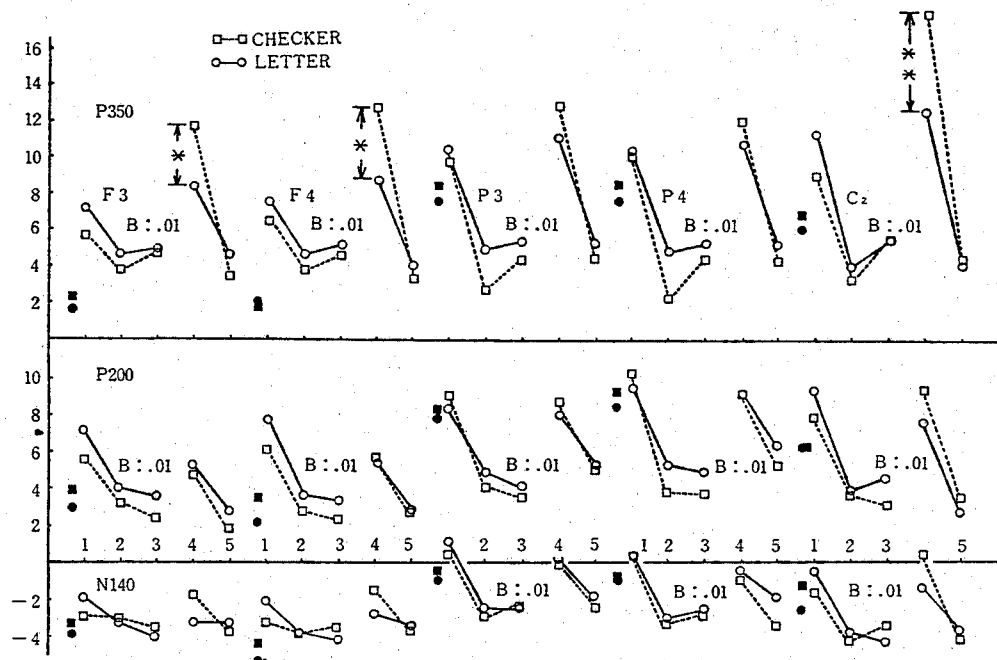 □---□ CHECKER
○—○ LETTER
16
14
12
10
8
6
4
2
P350
F3
B:.01
*
F4
B:.01
*
P3
B:.01
P4
B:.01
C₂
B:.01
**
10
8
6
4
2
P200
B:.01
B:.01
B:.01
B:.01
B:.01
1 2 3 4 5 1 2 3 4 5 1 2 3 4 5 1 2 3 4 5 1 2 3 5
N140
B:.01
B:.01
B:.01
-2
-4